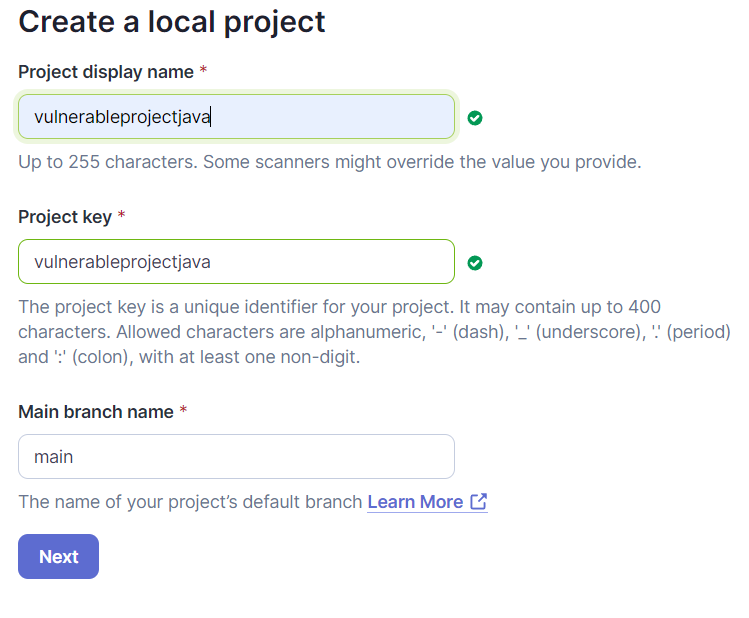 Create a local project
Project display name *
vulnerableprojectjava
Up to 255 characters. Some scanners might override the value you provide.
Project key *
vulnerableprojectjava
The project key is a unique identifier for your project. It may contain up to 400
characters. Allowed characters are alphanumeric, '-' (dash), '_' (underscore), '.' (period)
and ':' (colon), with at least one non-digit.
Main branch name *
main
The name of your project’s default branch Learn More
Next